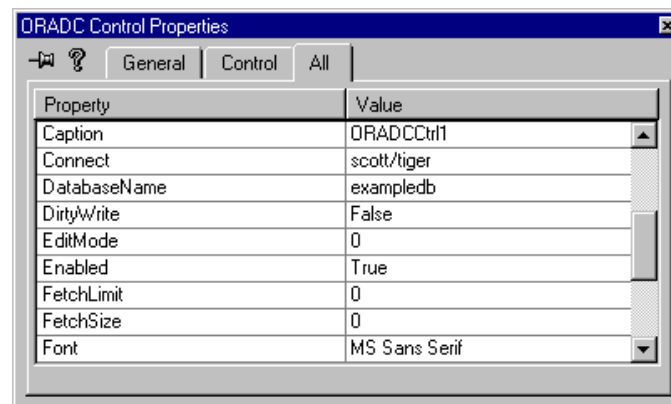 ORADC Control Properties
General Control All
Property Value
Caption ORADCCtrl1
Connect scott/tiger
DatabaseName exampledb
DirtyWrite False
EditMode 0
Enabled True
FetchLimit 0
FetchSize 0
Font MS Sans Serif